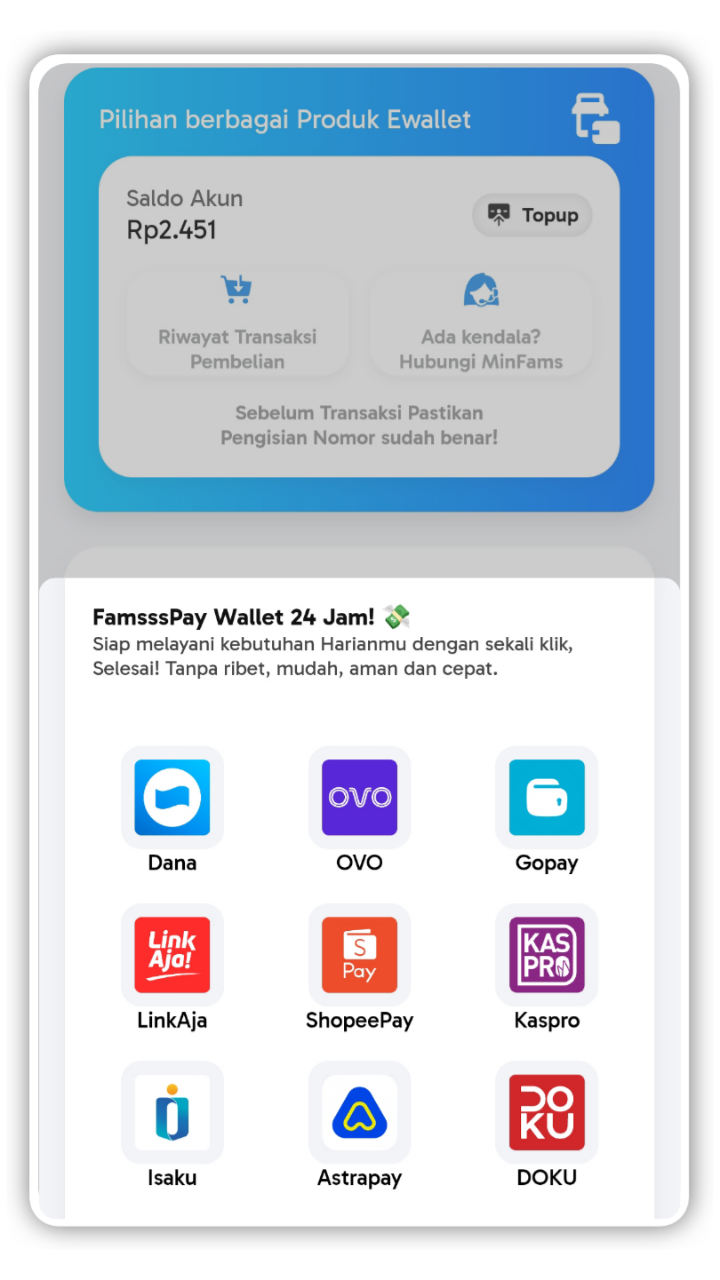 Pilihan berbagai Produk Ewallet
Saldo Akun
Rp2.451
Topup
Riwayat Transaksi
Pembelian
Ada kendala?
Hubungi MinFams
Sebelum Transaksi Pastikan
Pengisian Nomor sudah benar!
FamsssPay Wallet 24 Jam! 💸
Siap melayani kebutuhan Harianmu dengan sekali klik,
Selesai! Tanpa ribet, mudah, aman dan cepat.
OVO
Dana
OVO
Gopay
Link
Aja!
S
Pay
KAS
PRO
LinkAja
ShopeePay
Kaspro
DO
KU
Isaku
Astrapay
DOKU